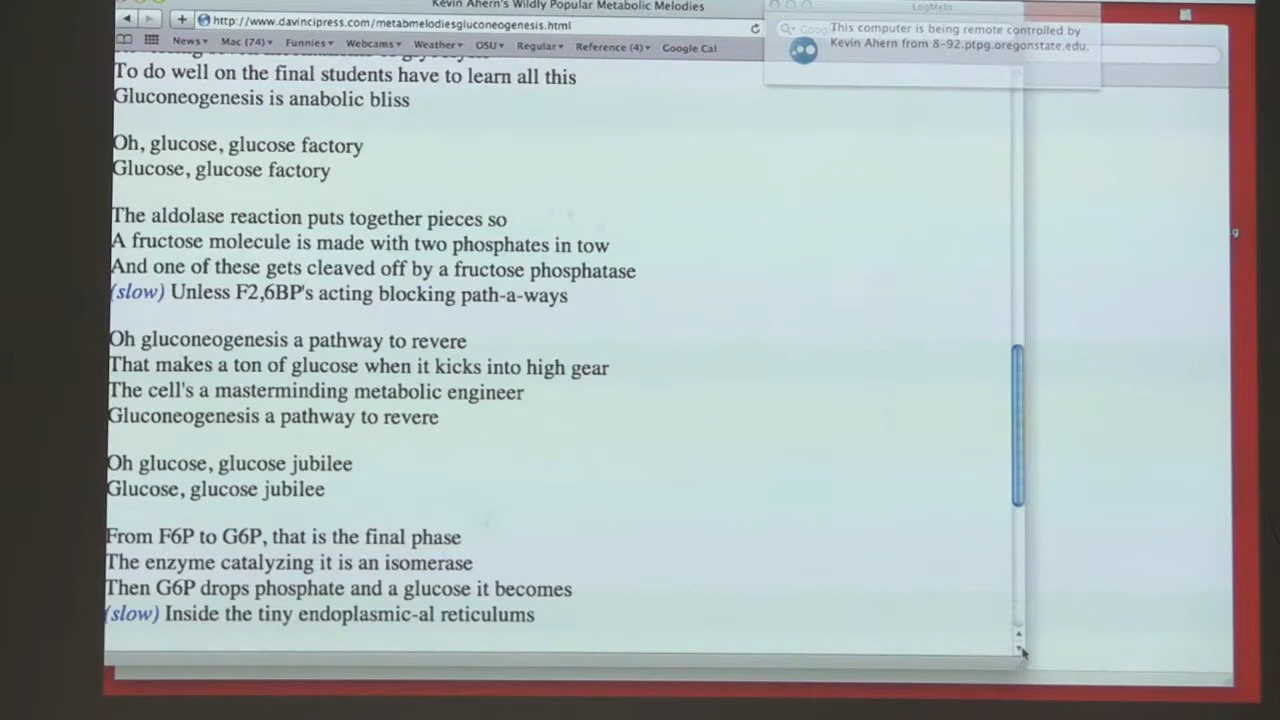 Kevin Ahern's Wildly Popular Metabolic Melodies
LogMeIn
http://www.davincipress.com/metabmelodiesgluconeogenesis.html
This computer is being remote controlled by
Kevin Ahern from 8-92.ptpg.oregonstate.edu.
News Mac (74) Funnies Webcams Weather OSU Regular Reference (4) Google Cal
To do well on the final students have to learn all this
Gluconeogenesis is anabolic bliss
Oh, glucose, glucose factory
Glucose, glucose factory
The aldolase reaction puts together pieces so
A fructose molecule is made with two phosphates in tow
And one of these gets cleaved off by a fructose phosphatase
(slow) Unless F2,6BP's acting blocking path-a-ways
Oh gluconeogenesis a pathway to revere
That makes a ton of glucose when it kicks into high gear
The cell's a masterminding metabolic engineer
Gluconeogenesis a pathway to revere
Oh glucose, glucose jubilee
Glucose, glucose jubilee
From F6P to G6P, that is the final phase
The enzyme catalyzing it is an isomerase
Then G6P drops phosphate and a glucose it becomes
(slow) Inside the tiny endoplasmic-al reticulums